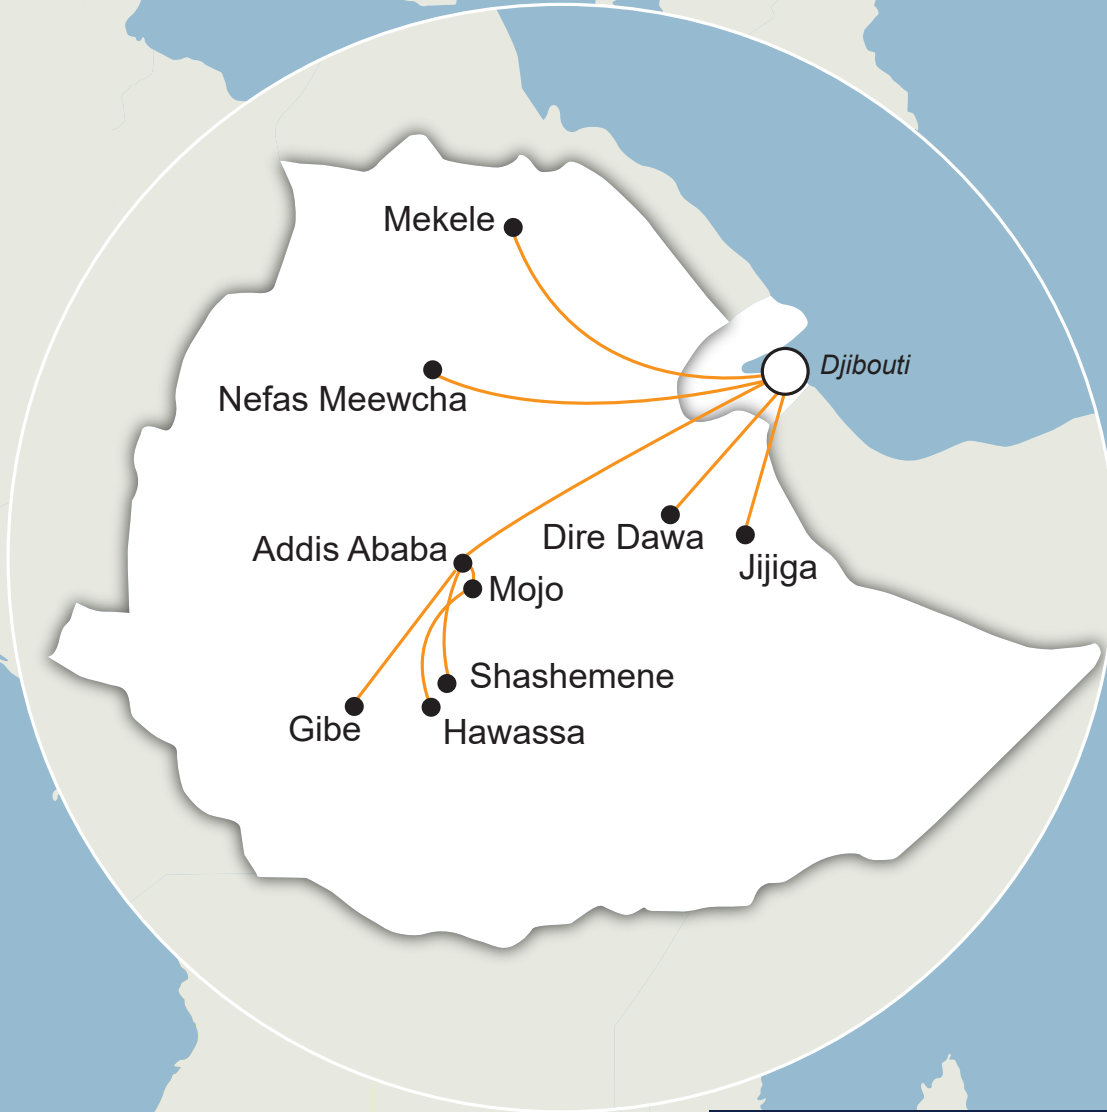 Mekele
Djibouti
Nefas Meewcha
Dire Dawa
Addis Ababa
Jijiga
Mojo
Shashemene
Gibe
Hawassa